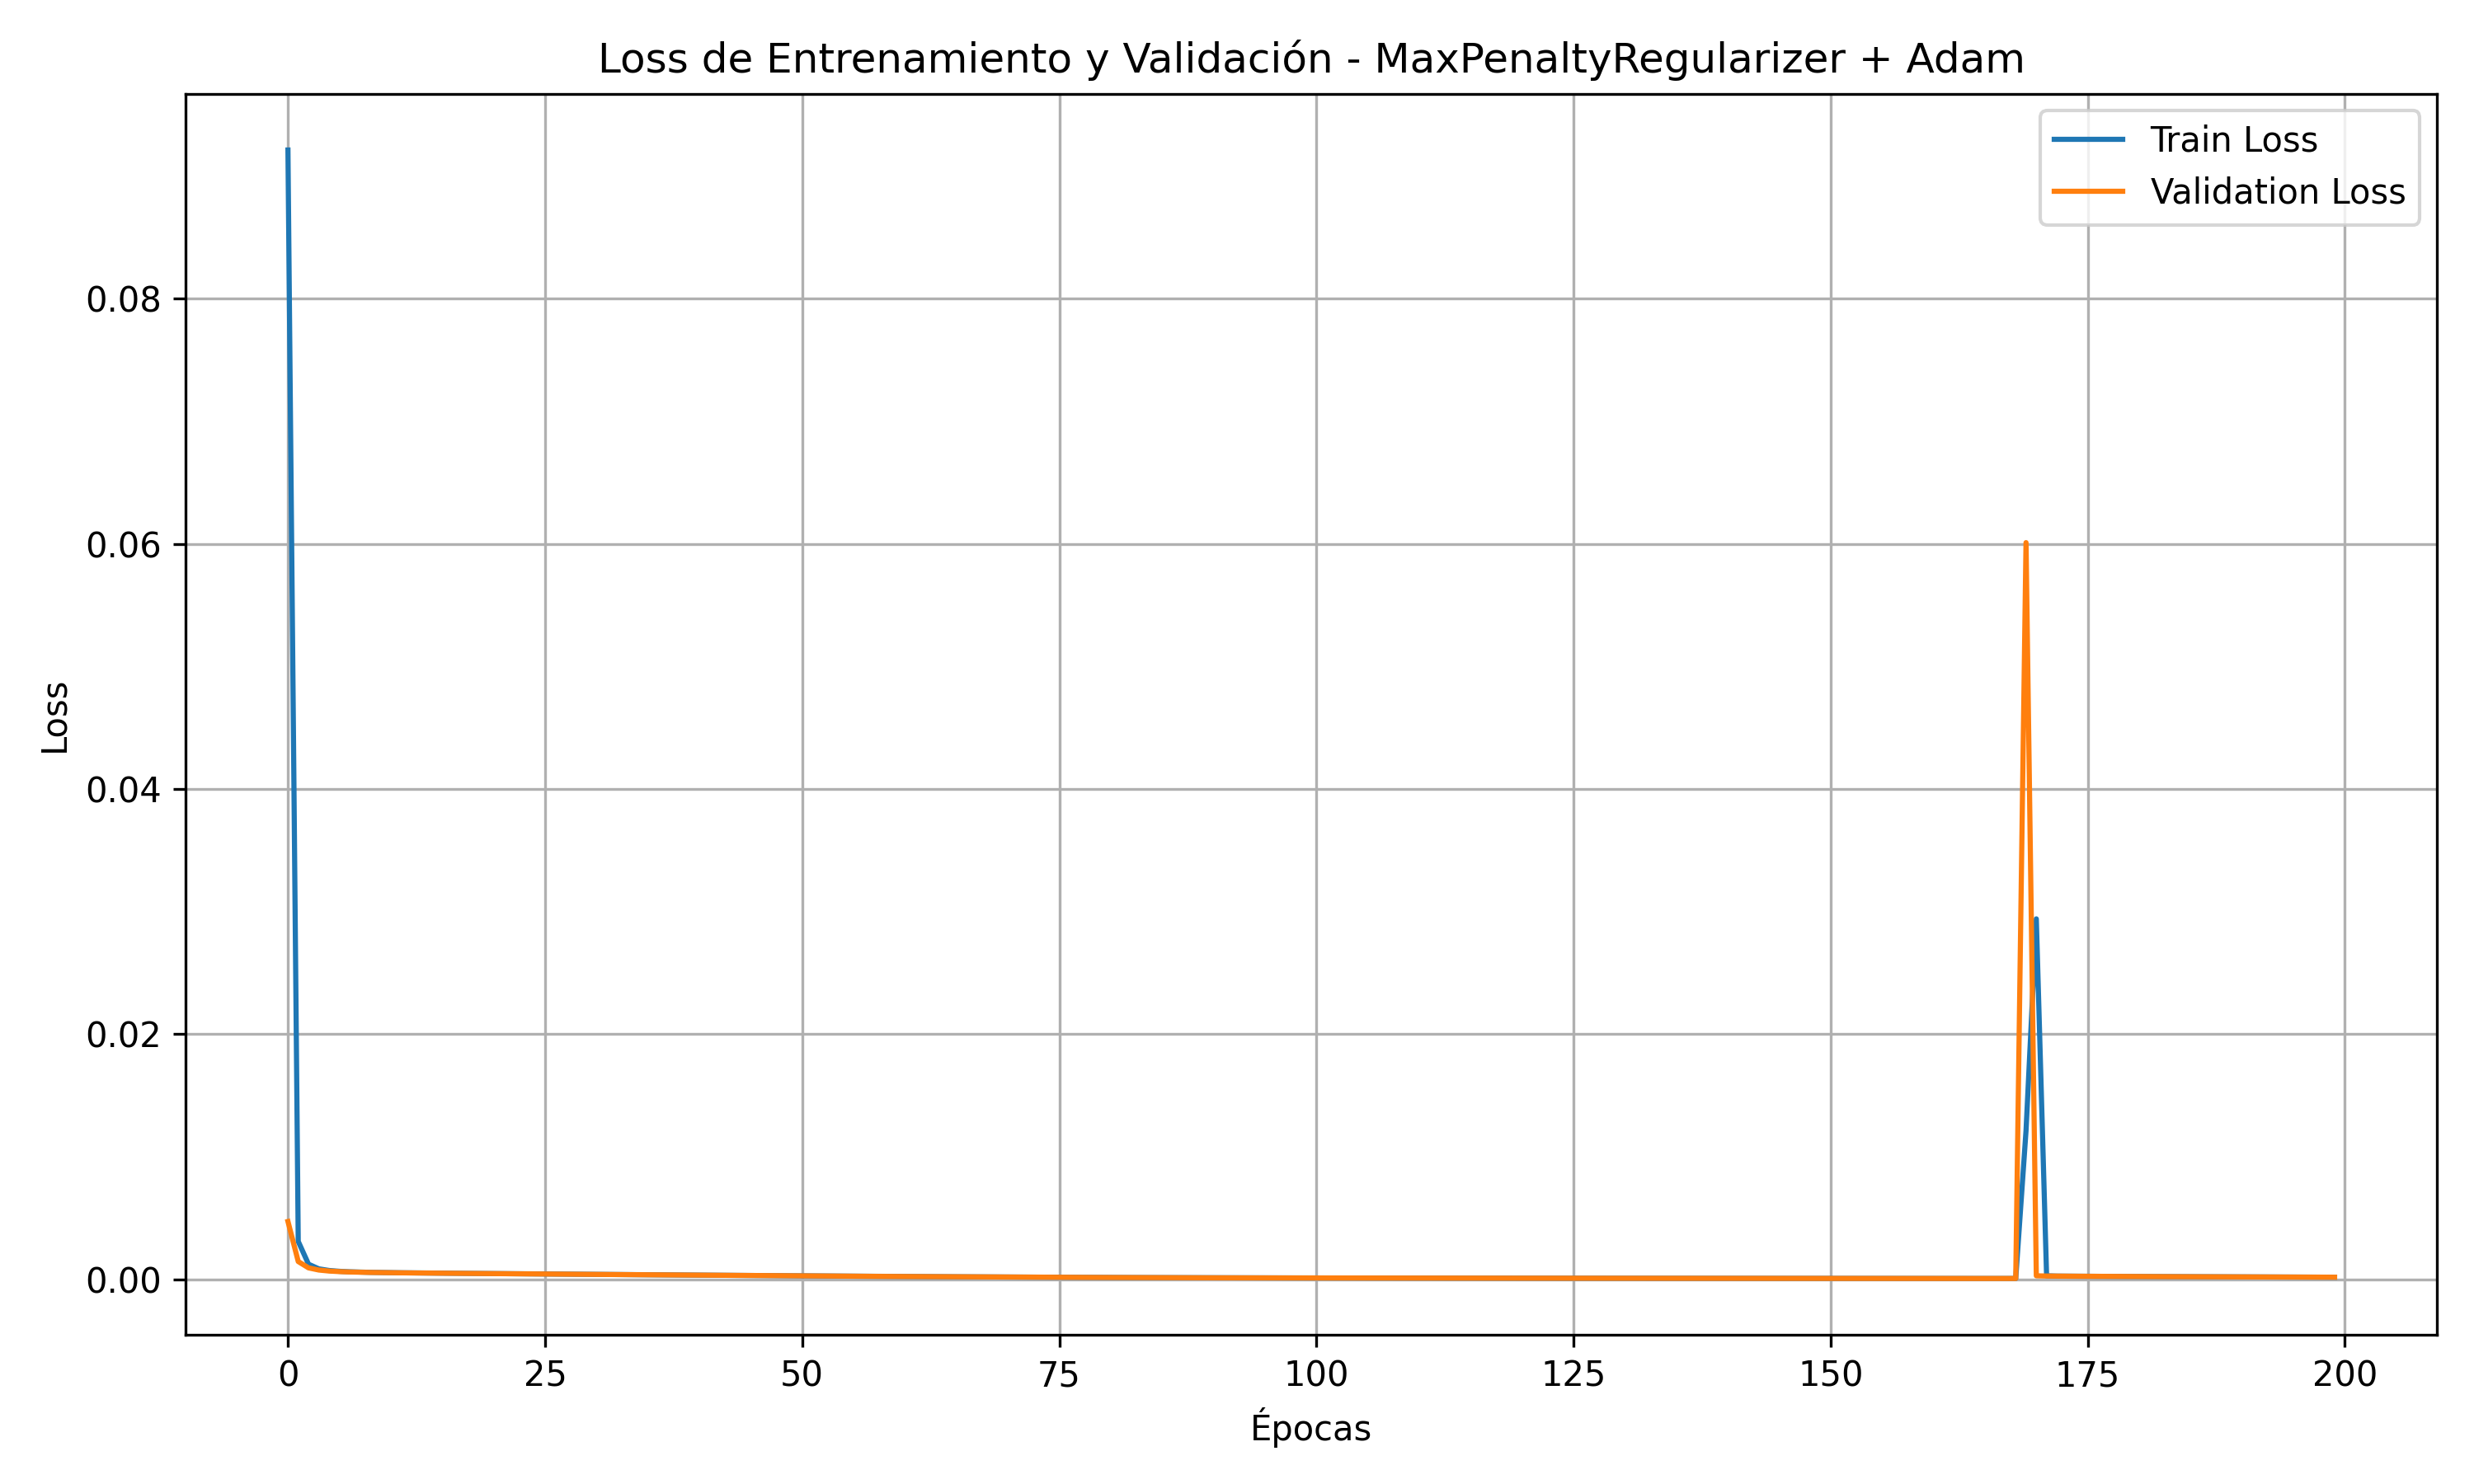 Loss de Entrenamiento y Validación - MaxPenaltyRegularizer + Adam
Train Loss
Validation Loss
Loss
0.08
0.06
0.04
0.02
0.00
0 25 50 75 100 125 150 175 200
Épocas